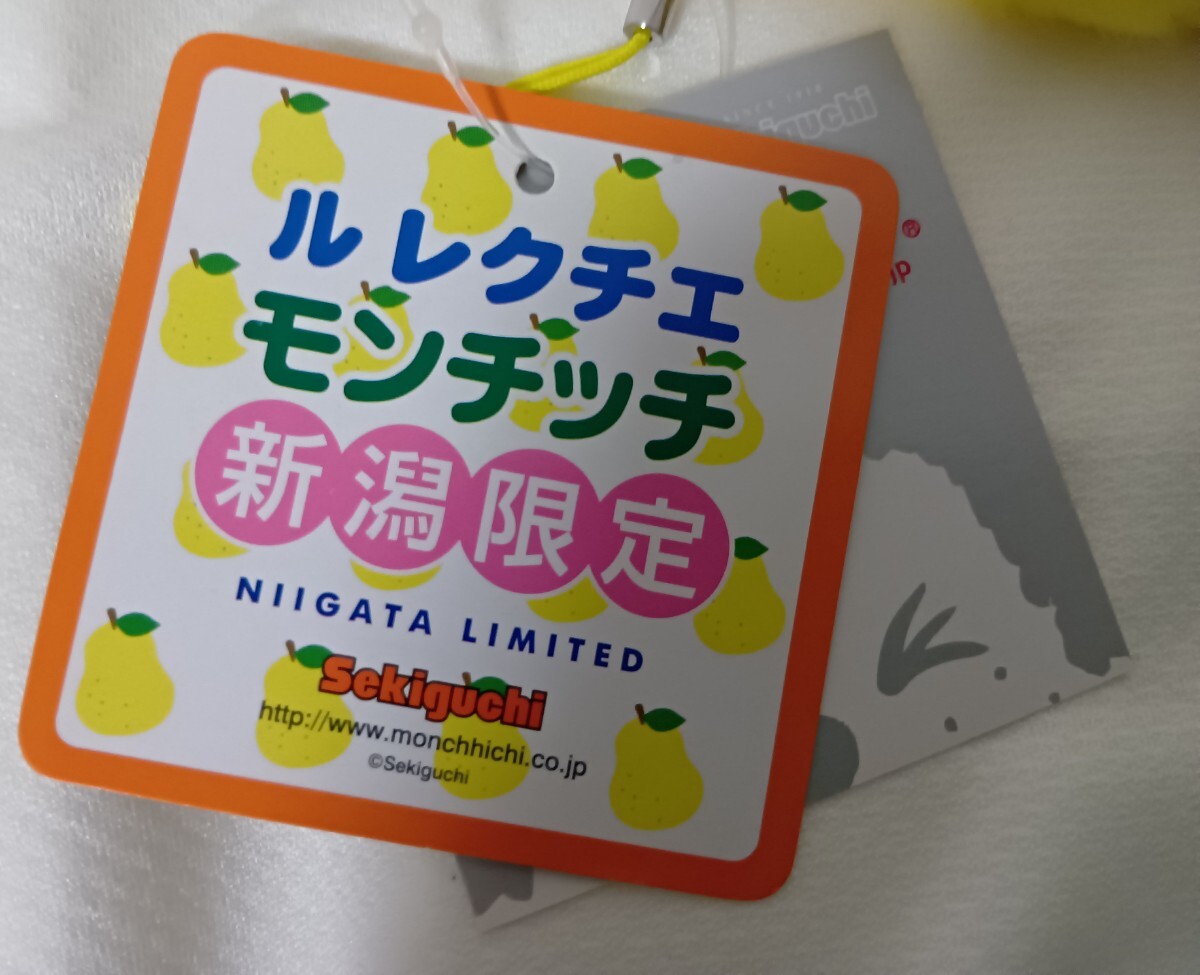 ル レクチエ
モンチッチ
新潟限定
NIIGATA LIMITED
Sekiguchi
http://www.monchhichi.co.jp
©Sekiguchi
®